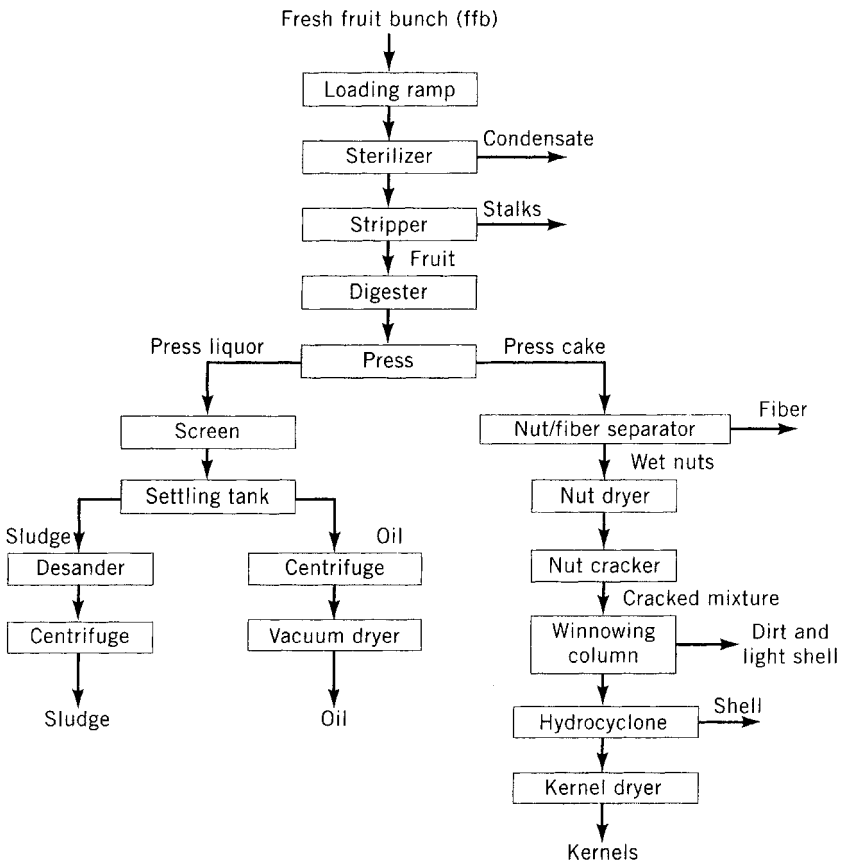 Fresh fruit bunch (ffb)
Loading ramp
Condensate
Sterilizer
Stalks
Stripper
Fruit
Digester
Press liquor
Press
Press cake
Fiber
Screen
Nut/fiber separator
Wet nuts
Settling tank
Nut dryer
Sludge
Oil
Desander
Centrifuge
Nut cracker
Cracked mixture
Centrifuge
Vacuum dryer
Winnowing
column
Dirt and
light shell
Sludge
Oil
Shell
Hydrocyclone
Kernel dryer
Kernels